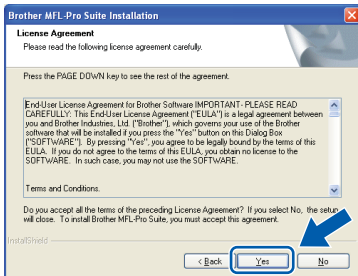 Brother MFL-Pro Suite Installation
License Agreement
Please read the following license agreement carefully.
Press the PAGE DOWN key to see the rest of the agreement.
End-User License Agreement for Brother Software IMPORTANT- PLEASE READ
CAREFULLY: This End-User License Agreement ("EULA") is a legal agreement between
you and Brother Industries, Ltd. ("Brother"), which governs your use of the Brother
software that will be installed if you press the "Yes" button on this Dialog Box
("SOFTWARE"). By pressing "Yes", you agree to be legally bound by the terms of this
EULA. If you do not agree to the terms of this EULA, you obtain no license to the
SOFTWARE. In such case, you may not use the SOFTWARE.
Terms and Conditions.
Do you accept all the terms of the preceding License Agreement? If you select No, the setup
will close. To install Brother MFL-Pro Suite, you must accept this agreement.
InstallShield
< Back
Yes
No